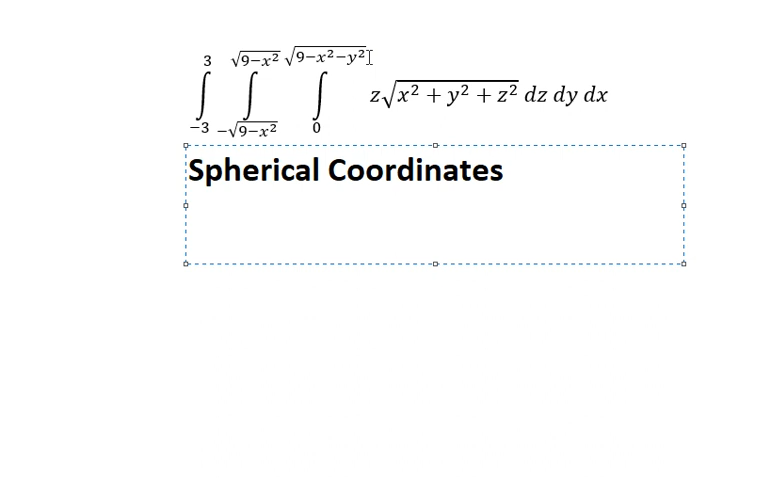 ∫_{-3}^{3} ∫_{-√(9−x²)}^{√(9−x²)} ∫_{0}^{√(9−x²−y²)} z√(x² + y² + z²) dz dy dx
Spherical Coordinates